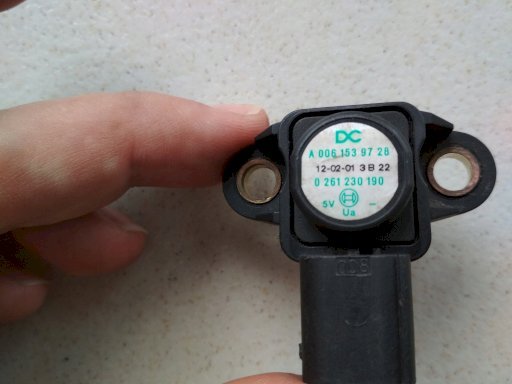 DC
A 006 153 97 28
12-02-01 3 B 22
0 261 230 190
5V –
Ua